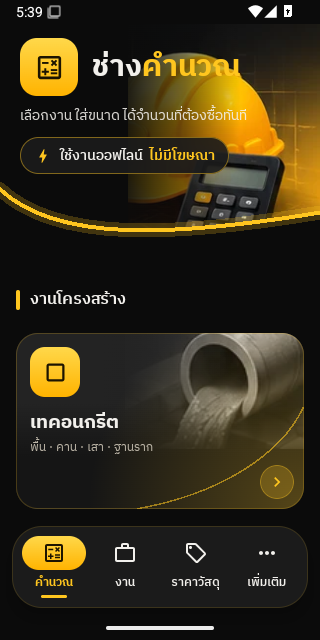 5:39
ช่างคำนวณ
เลือกงาน ใส่ขนาด ได้จำนวนที่ต้องซื้อทันที
ใช้งานออฟไลน์ ไม่มีโฆษณา
งานโครงสร้าง
เทคอนกรีต
พื้น · คาน · เสา · ฐานราก
คำนวณ
งาน
ราคาวัสดุ
เพิ่มเติม